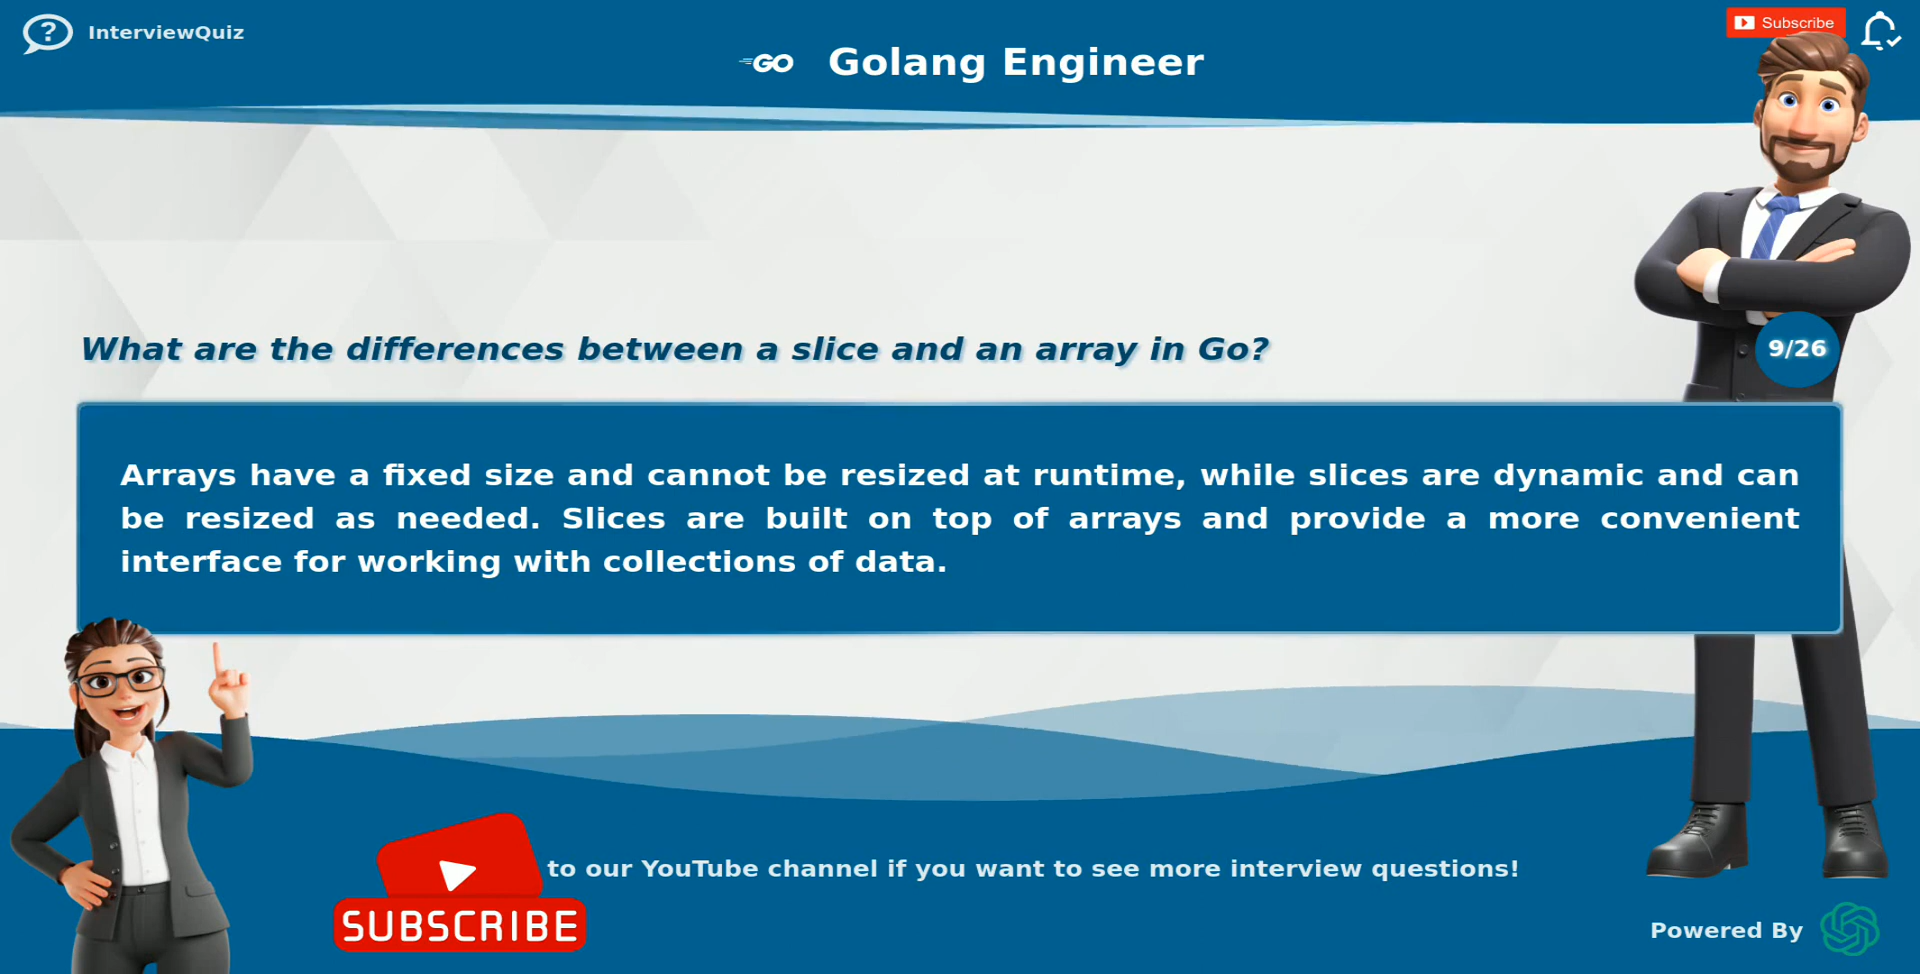 InterviewQuiz
Subscribe
GO Golang Engineer
What are the differences between a slice and an array in Go?
9/26
Arrays have a fixed size and cannot be resized at runtime, while slices are dynamic and can
be resized as needed. Slices are built on top of arrays and provide a more convenient
interface for working with collections of data.
to our YouTube channel if you want to see more interview questions!
SUBSCRIBE
Powered By